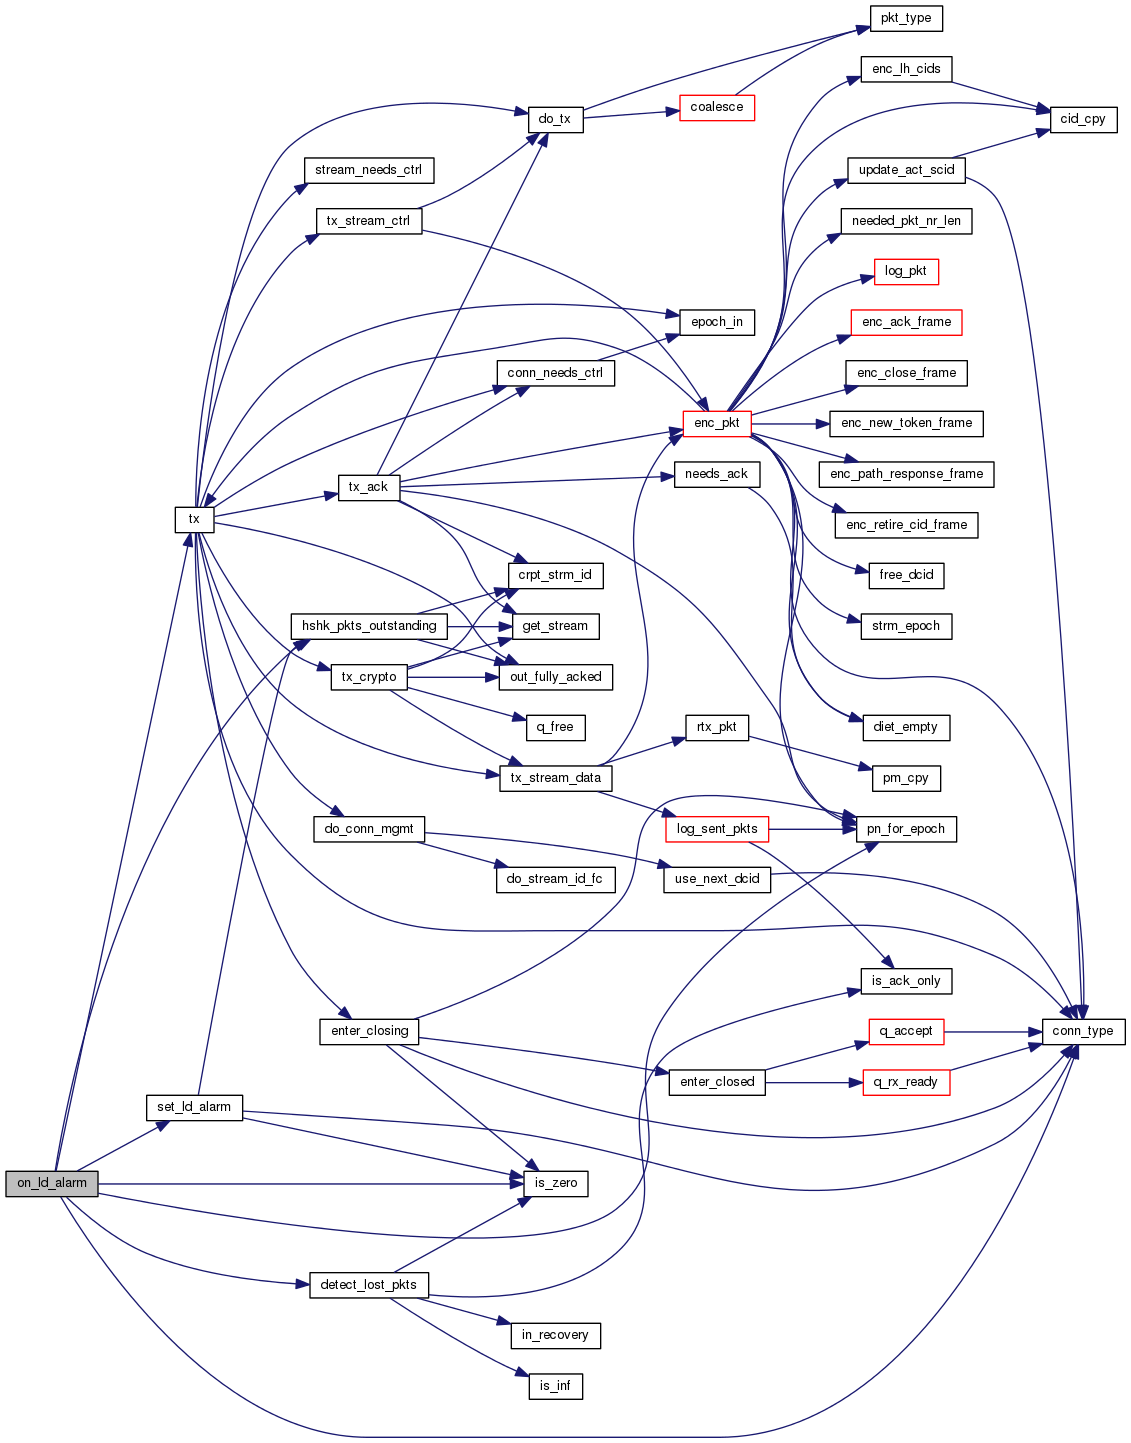 pkt_type
enc_lh_cids
coalesce
do_tx
cid_cpy
stream_needs_ctrl
update_act_scid
tx_stream_ctrl
needed_pkt_nr_len
log_pkt
epoch_in
enc_ack_frame
conn_needs_ctrl
enc_close_frame
enc_pkt
enc_new_token_frame
needs_ack
enc_path_response_frame
tx_ack
tx
enc_retire_cid_frame
crpt_strm_id
free_dcid
hshk_pkts_outstanding
get_stream
strm_epoch
tx_crypto
out_fully_acked
q_free
rtx_pkt
diet_empty
tx_stream_data
pm_cpy
do_conn_mgmt
log_sent_pkts
pn_for_epoch
do_stream_id_fc
use_next_dcid
is_ack_only
enter_closing
q_accept
conn_type
enter_closed
q_rx_ready
set_ld_alarm
on_ld_alarm
is_zero
detect_lost_pkts
in_recovery
is_inf